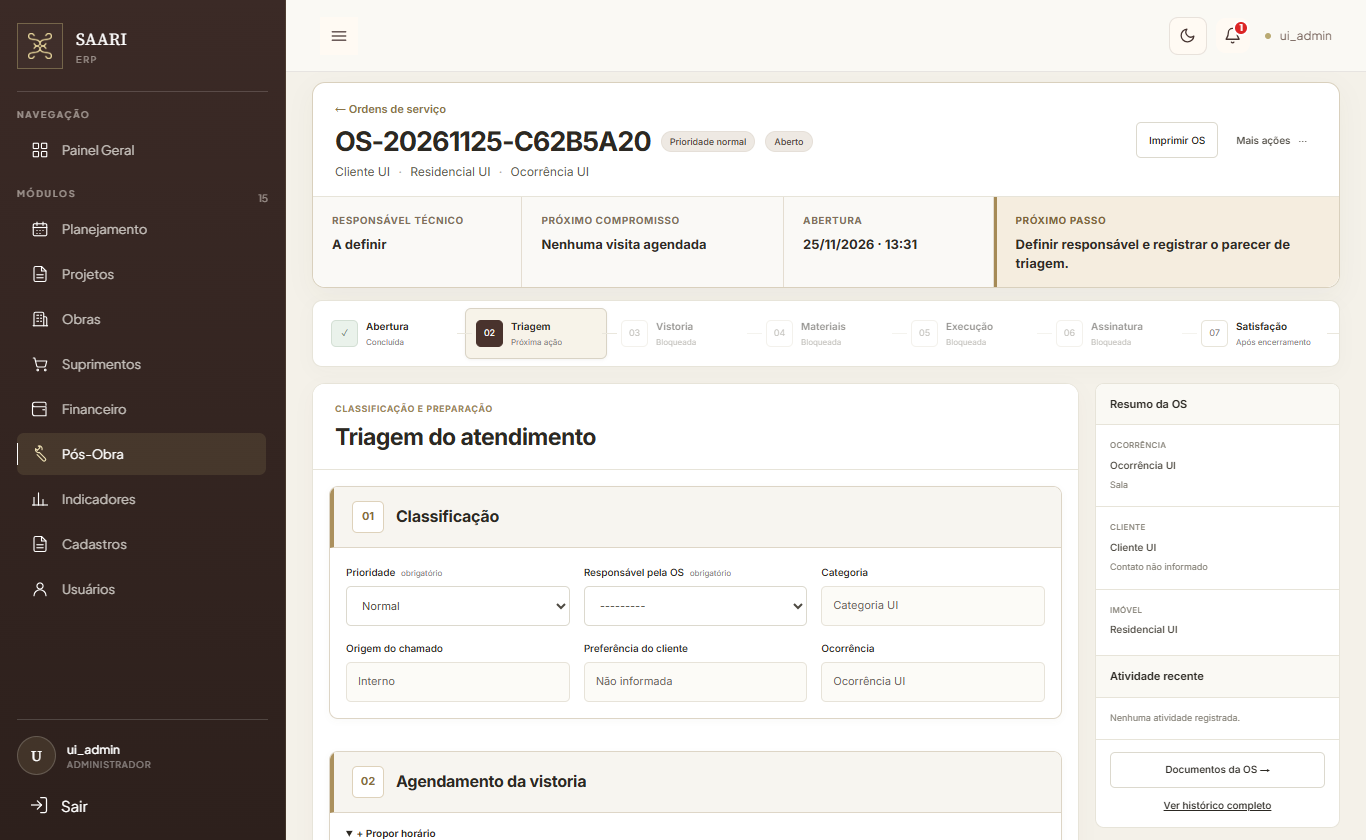 SAARI
ERP
NAVEGAÇÃO
Painel Geral
MÓDULOS
15
Planejamento
Projetos
Obras
Suprimentos
Financeiro
Pós-Obra
Indicadores
Cadastros
Usuários
U
ui_admin
ADMINISTRADOR
Sair
1
ui_admin
← Ordens de serviço
OS-20261125-C62B5A20
Prioridade normal
Aberto
Cliente UI · Residencial UI · Ocorrência UI
Imprimir OS
Mais ações ...
RESPONSÁVEL TÉCNICO
A definir
PRÓXIMO COMPROMISSO
Nenhuma visita agendada
ABERTURA
25/11/2026 · 13:31
PRÓXIMO PASSO
Definir responsável e registrar o parecer de
triagem.
✓
Abertura
Concluída
02
Triagem
Próxima ação
03
Vistoria
Bloqueada
04
Materiais
Bloqueada
05
Execução
Bloqueada
06
Assinatura
Bloqueada
07
Satisfação
Após encerramento
CLASSIFICAÇÃO E PREPARAÇÃO
Triagem do atendimento
01
Classificação
Prioridade obrigatório
Normal
Responsável pela OS obrigatório
---------
Categoria
Categoria UI
Origem do chamado
Interno
Preferência do cliente
Não informada
Ocorrência
Ocorrência UI
02
Agendamento da vistoria
▼ + Propor horário
Resumo da OS
OCORRÊNCIA
Ocorrência UI
Sala
CLIENTE
Cliente UI
Contato não informado
IMÓVEL
Residencial UI
Atividade recente
Nenhuma atividade registrada.
Documentos da OS →
Ver histórico completo